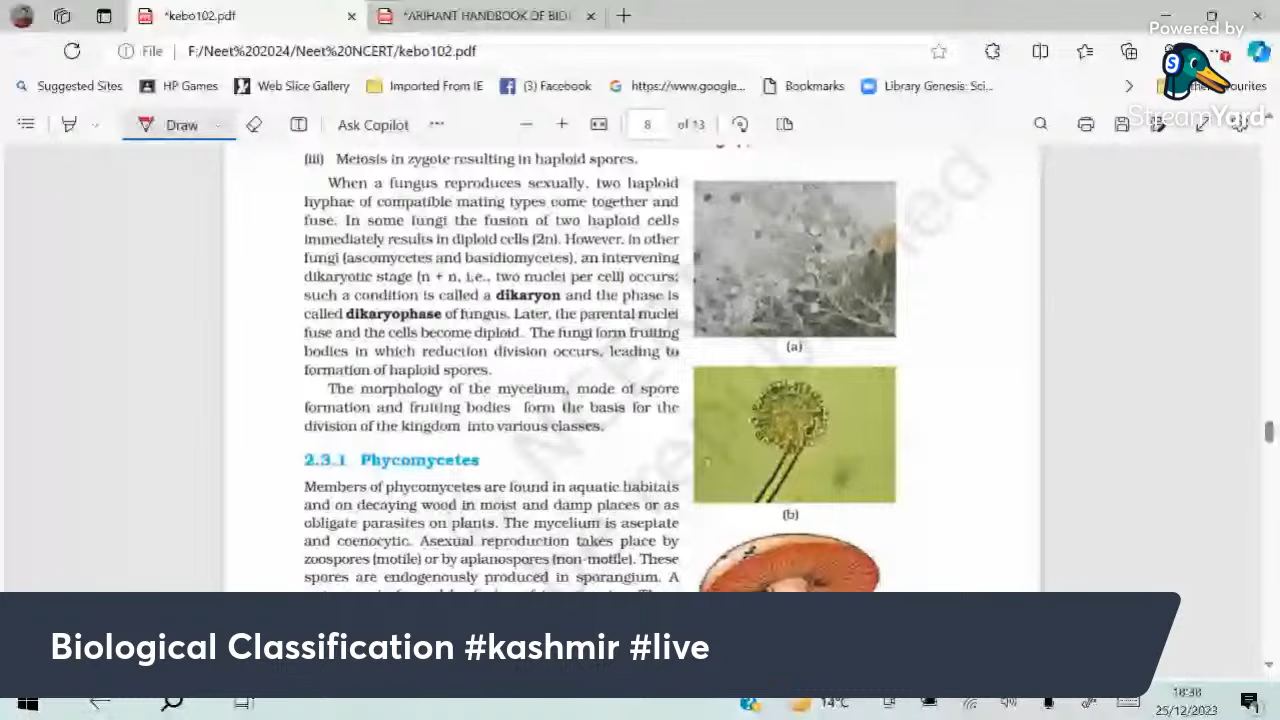 *kebo102.pdf
*ARIHANT HANDBOOK OF BIOL
Powered by
File
F:/Neet%202024/Neet%20NCERT/kebo102.pdf
Suggested Sites
HP Games
Web Slice Gallery
Imported From IE
(3) Facebook
https://www.google...
Bookmarks
Library Genesis: Sci...
StreamYard
Draw
Ask Copilot
8
of 13
(iii) Meiosis in zygote resulting in haploid spores.
When a fungus reproduces sexually, two haploid
hyphae of compatible mating types come together and
fuse. In some fungi the fusion of two haploid cells
immediately results in diploid cells (2n). However, in other
fungi (ascomycetes and basidiomycetes), an intervening
dikaryotic stage (n + n, i.e., two nuclei per cell) occurs;
such a condition is called a dikaryon and the phase is
called dikaryophase of fungus. Later, the parental nuclei
fuse and the cells become diploid. The fungi form fruiting
bodies in which reduction division occurs, leading to
formation of haploid spores.
The morphology of the mycelium, mode of spore
formation and fruiting bodies form the basis for the
division of the kingdom into various classes.
2.3.1 Phycometes
Members of phycomycetes are found in aquatic habitats
and on decaying wood in moist and damp places or as
obligate parasites on plants. The mycelium is aseptate
and coenocytic. Asexual reproduction takes place by
zoospores (motile) or by aplanospores (non-motile). These
spores are endogenously produced in sporangium. A
(a)
(b)
Biological Classification #kashmir #live
14°C
18:38
25/12/2023